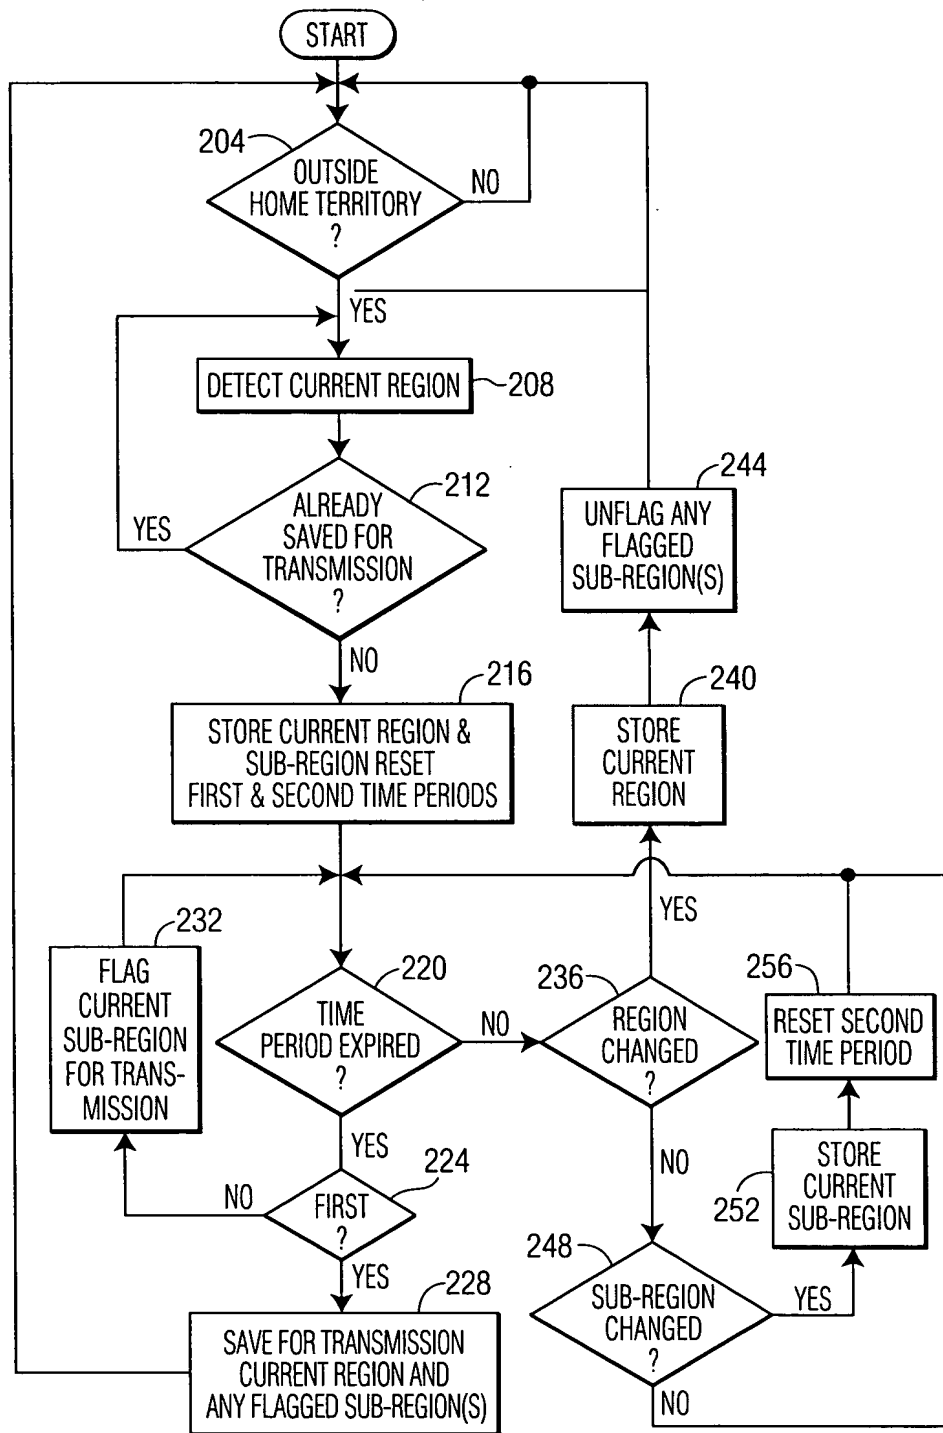 START
204
OUTSIDE
HOME TERRITORY
?
NO
YES
DETECT CURRENT REGION
208
212
ALREADY
SAVED FOR
TRANSMISSION
?
YES
NO
244
UNFLAG ANY
FLAGGED
SUB-REGION(S)
216
STORE CURRENT REGION &
SUB-REGION RESET
FIRST & SECOND TIME PERIODS
240
STORE
CURRENT
REGION
YES
232
FLAG
CURRENT
SUB-REGION
FOR TRANS-
MISSION
220
TIME
PERIOD EXPIRED
?
NO
236
REGION
CHANGED
?
256
RESET SECOND
TIME PERIOD
YES
NO
224
FIRST
?
NO
YES
252
STORE
CURRENT
SUB-REGION
248
SUB-REGION
CHANGED
?
YES
NO
228
SAVE FOR TRANSMISSION
CURRENT REGION AND
ANY FLAGGED SUB-REGION(S)